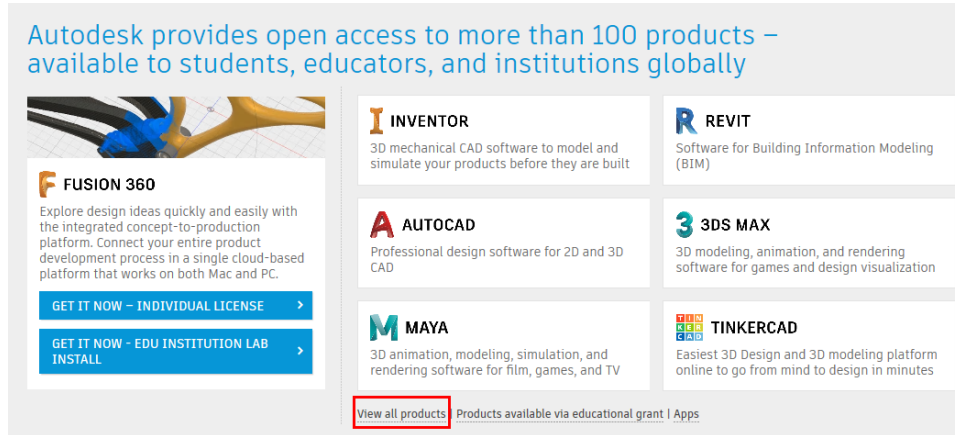 Autodesk provides open access to more than 100 products –
available to students, educators, and institutions globally
FUSION 360
Explore design ideas quickly and easily with
the integrated concept-to-production
platform. Connect your entire product
development process in a single cloud-based
platform that works on both Mac and PC.
GET IT NOW – INDIVIDUAL LICENSE
GET IT NOW - EDU INSTITUTION LAB
INSTALL
INVENTOR
3D mechanical CAD software to model and
simulate your products before they are built
REVIT
Software for Building Information Modeling
(BIM)
AUTOCAD
Professional design software for 2D and 3D
CAD
3DS MAX
3D modeling, animation, and rendering
software for games and design visualization
MAYA
3D animation, modeling, simulation, and
rendering software for film, games, and TV
TIN
KER
CAD
TINKERCAD
Easiest 3D Design and 3D modeling platform
online to go from mind to design in minutes
View all products | Products available via educational grant | Apps